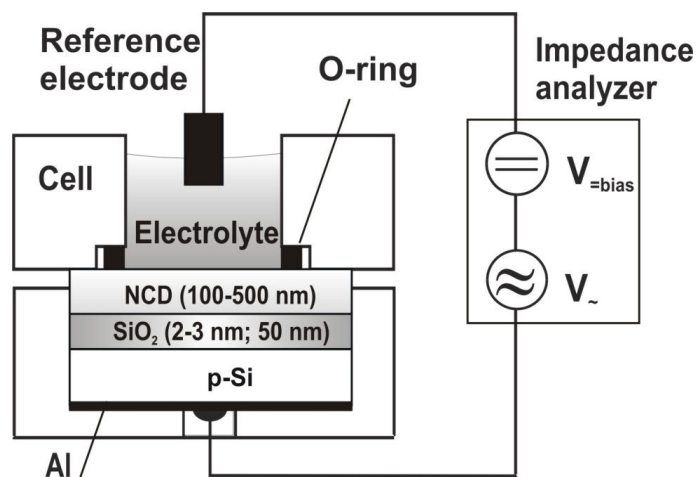 Reference
electrode
O-ring
Impedance
analyzer
Cell
V=bias
Electrolyte
V~
NCD (100-500 nm)
SiO₂ (2-3 nm; 50 nm)
p-Si
Al